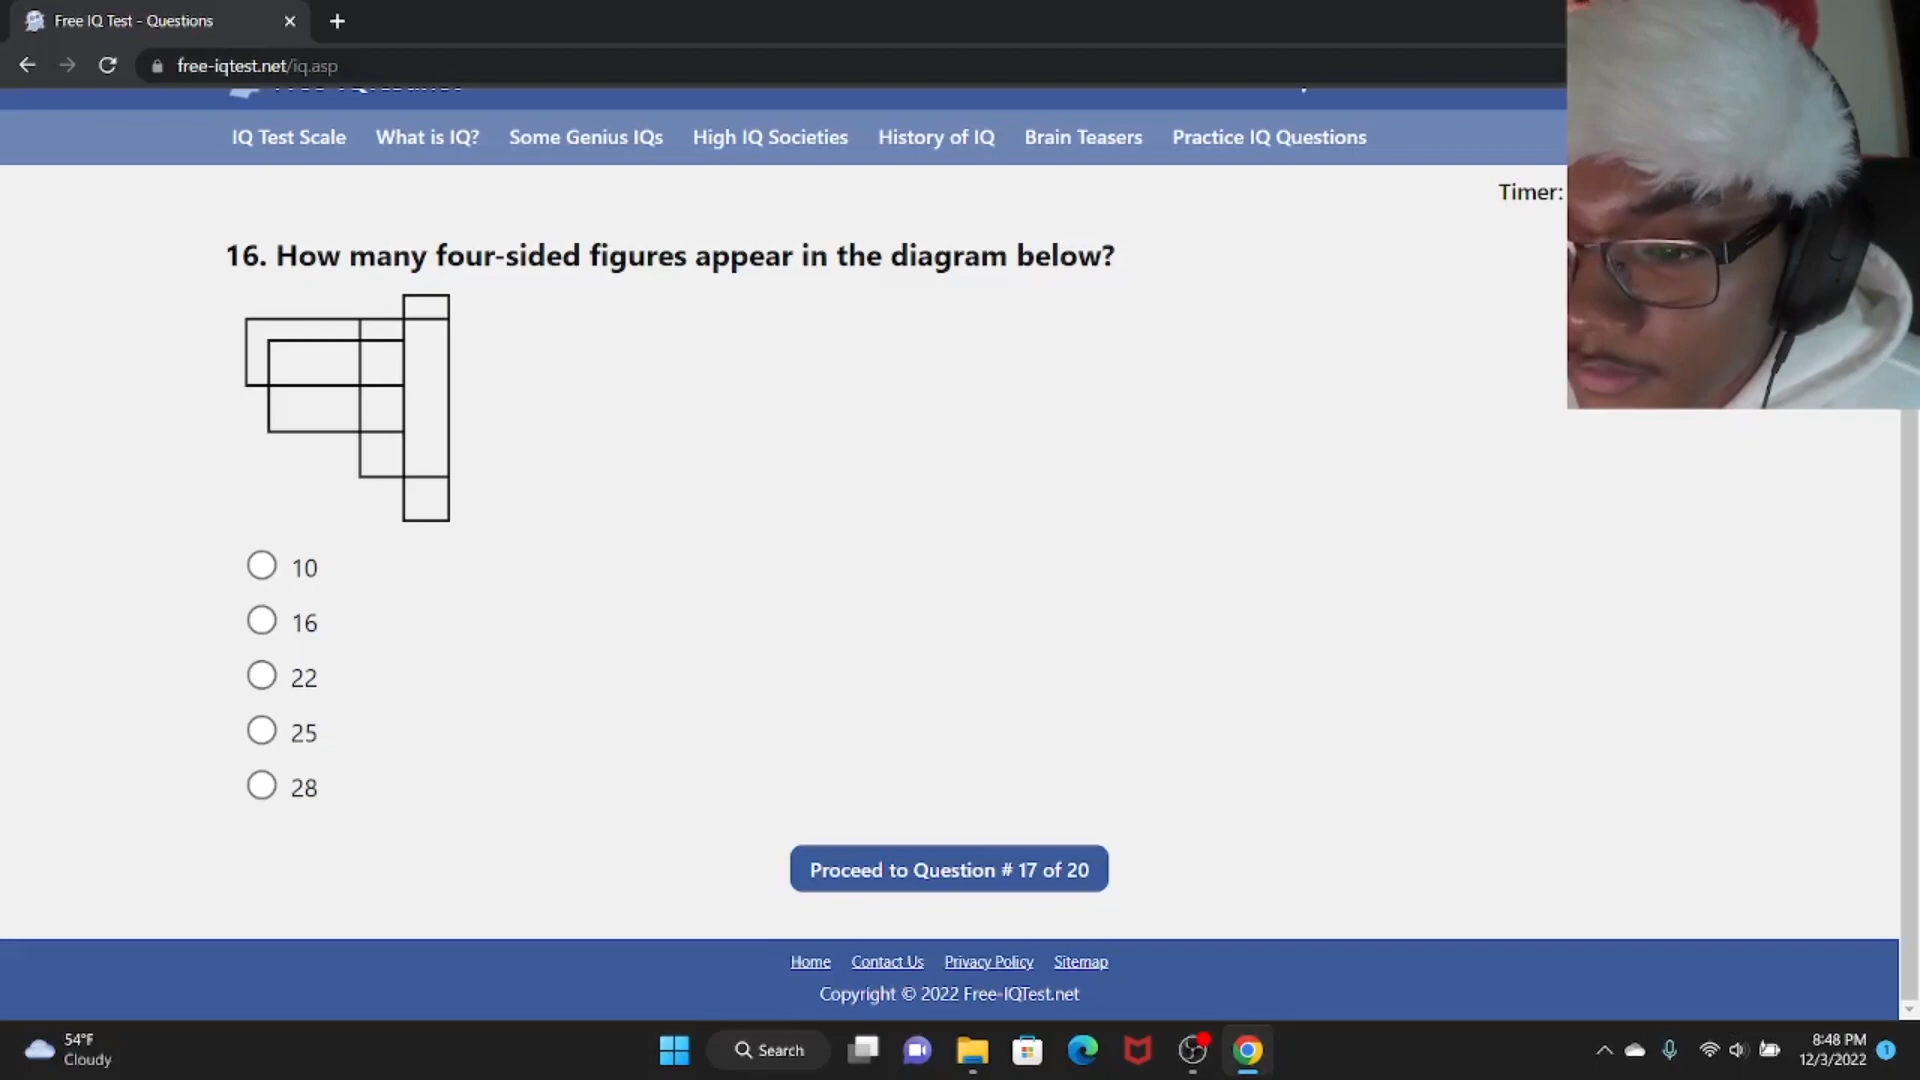 Free IQ Test - Questions
free-iqtest.net/iq.asp
IQ Test Scale What is IQ? Some Genius IQs High IQ Societies History of IQ Brain Teasers Practice IQ Questions
Timer:
16. How many four-sided figures appear in the diagram below?
10
16
22
25
28
Proceed to Question # 17 of 20
Home Contact Us Privacy Policy Sitemap
Copyright © 2022 Free-IQTest.net
54°F
Cloudy
Search
8:48 PM
12/3/2022
1